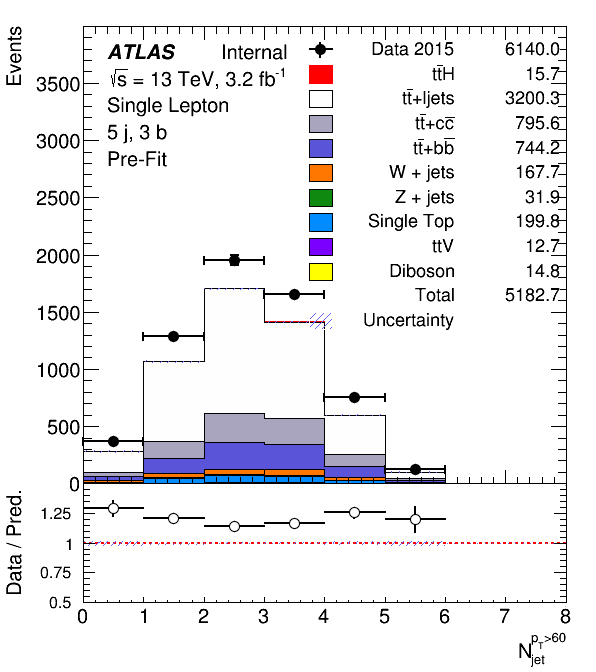 Events
ATLAS Internal
√s = 13 TeV, 3.2 fb⁻¹
Single Lepton
5 j, 3 b
Pre-Fit
Data 2015 6140.0
tt̄H 15.7
tt̄+ljets 3200.3
tt̄+cc̄ 795.6
tt̄+bb̄ 744.2
W + jets 167.7
Z + jets 31.9
Single Top 199.8
ttV 12.7
Diboson 14.8
Total 5182.7
Uncertainty
3500
3000
2500
2000
1500
1000
500
0
Data / Pred.
1.25
1
0.75
0.5
0 1 2 3 4 5 6 7 8
N_jet^{p_T>60}